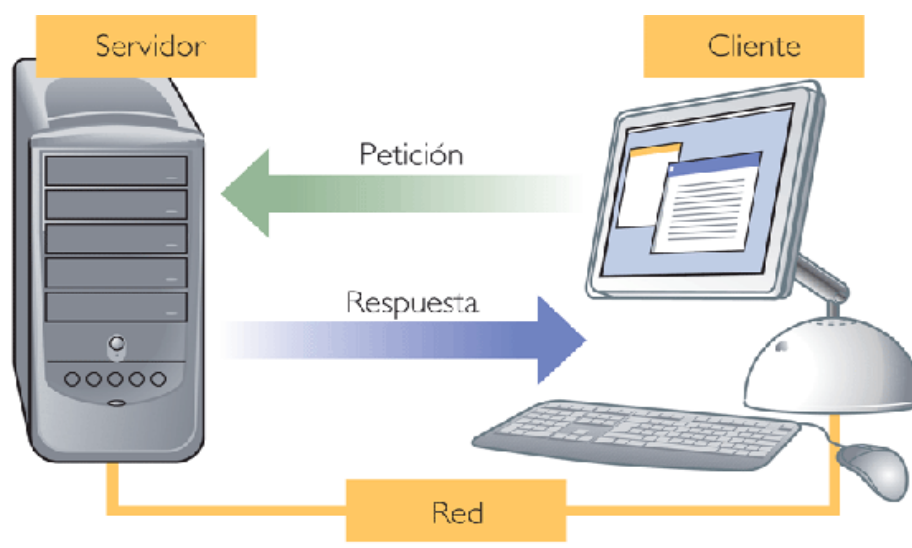 Servidor
Cliente
Petición
Respuesta
Red